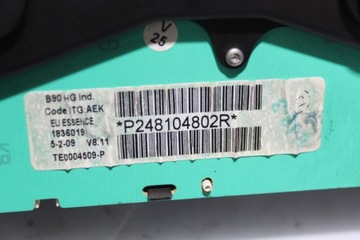 V
25
B90 HG Ind.
Code ITG AEK
EU ESSENCE
1836019
5-2-09 V8.11
TE0004509-P
*P248104802R*